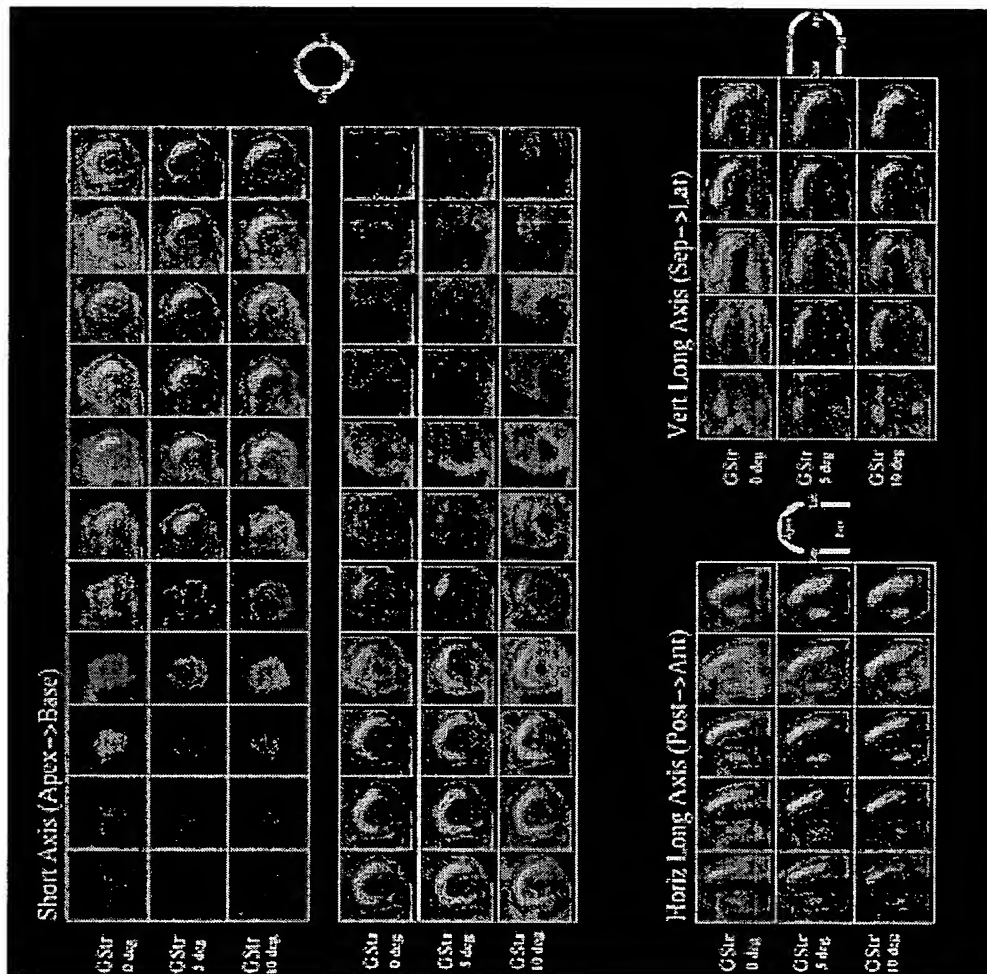 Short Axis (Apex-->Base)
GStr
0 deg
GStr
5 deg
GStr
10 deg
GStr
0 deg
GStr
5 deg
GStr
10 deg
Horiz Long Axis (Post-->Ant)
GStr
0 deg
GStr
5 deg
GStr
10 deg
Vert Long Axis (Sep-->Lat)
GStr
0 deg
GStr
5 deg
GStr
10 deg